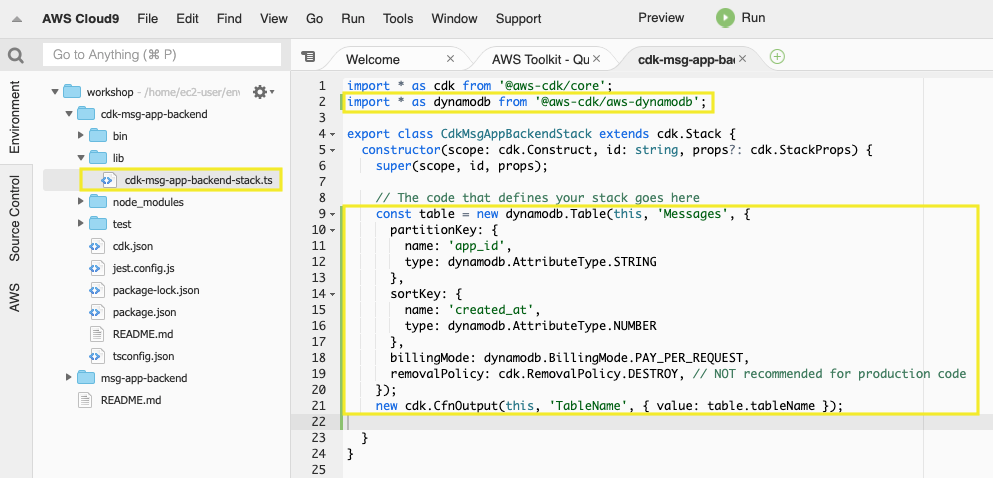 AWS Cloud9 File Edit Find View Go Run Tools Window Support Preview Run
Go to Anything (⌘ P)
Welcome × AWS Toolkit - Qu × cdk-msg-app-bac ×
Environment
Source Control
AWS
workshop - /home/ec2-user/env
cdk-msg-app-backend
bin
lib
cdk-msg-app-backend-stack.ts
node_modules
test
cdk.json
jest.config.js
package-lock.json
package.json
README.md
tsconfig.json
msg-app-backend
README.md
1 import * as cdk from '@aws-cdk/core';
2 import * as dynamodb from '@aws-cdk/aws-dynamodb';
3
4 export class CdkMsgAppBackendStack extends cdk.Stack {
5 constructor(scope: cdk.Construct, id: string, props?: cdk.StackProps) {
6 super(scope, id, props);
7
8 // The code that defines your stack goes here
9 const table = new dynamodb.Table(this, 'Messages', {
10 partitionKey: {
11 name: 'app_id',
12 type: dynamodb.AttributeType.STRING
13 },
14 sortKey: {
15 name: 'created_at',
16 type: dynamodb.AttributeType.NUMBER
17 },
18 billingMode: dynamodb.BillingMode.PAY_PER_REQUEST,
19 removalPolicy: cdk.RemovalPolicy.DESTROY, // NOT recommended for production code
20 });
21 new cdk.CfnOutput(this, 'TableName', { value: table.tableName });
22
23 }
24 }
25